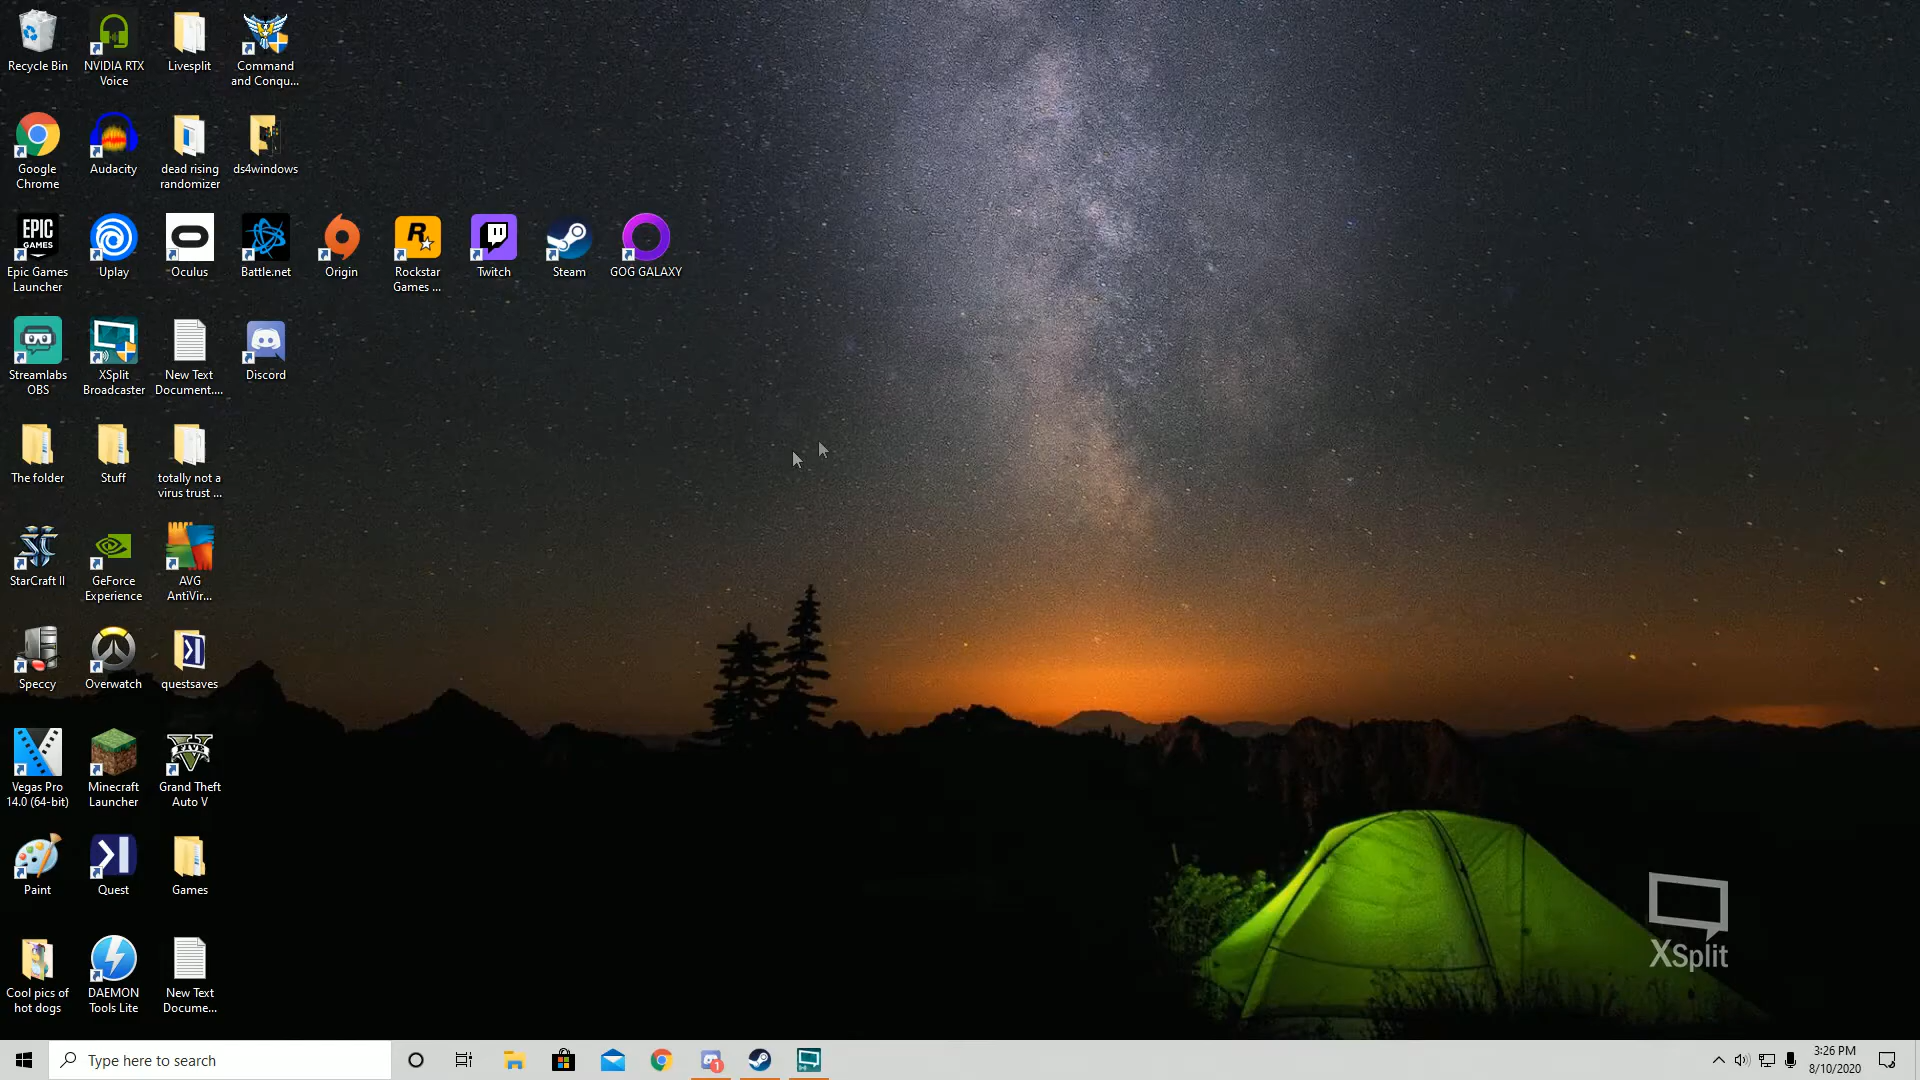 Recycle Bin
NVIDIA RTX
Voice
Livesplit
Command
and Conqu...
Google
Chrome
Audacity
dead rising
randomizer
ds4windows
EPIC
GAMES
Epic Games
Launcher
Uplay
Oculus
Battle.net
Origin
R
Rockstar
Games ...
Twitch
Steam
GOG GALAXY
Streamlabs
OBS
XSplit
Broadcaster
New Text
Document....
Discord
The folder
Stuff
totally not a
virus trust ...
StarCraft II
GeForce
Experience
AVG
AntiVir...
Speccy
Overwatch
questsaves
Vegas Pro
14.0 (64-bit)
Minecraft
Launcher
V
FIVE
Grand Theft
Auto V
Paint
Quest
Games
XSplit
Cool pics of
hot dogs
DAEMON
Tools Lite
New Text
Docume...
Type here to search
1
3:26 PM
8/10/2020